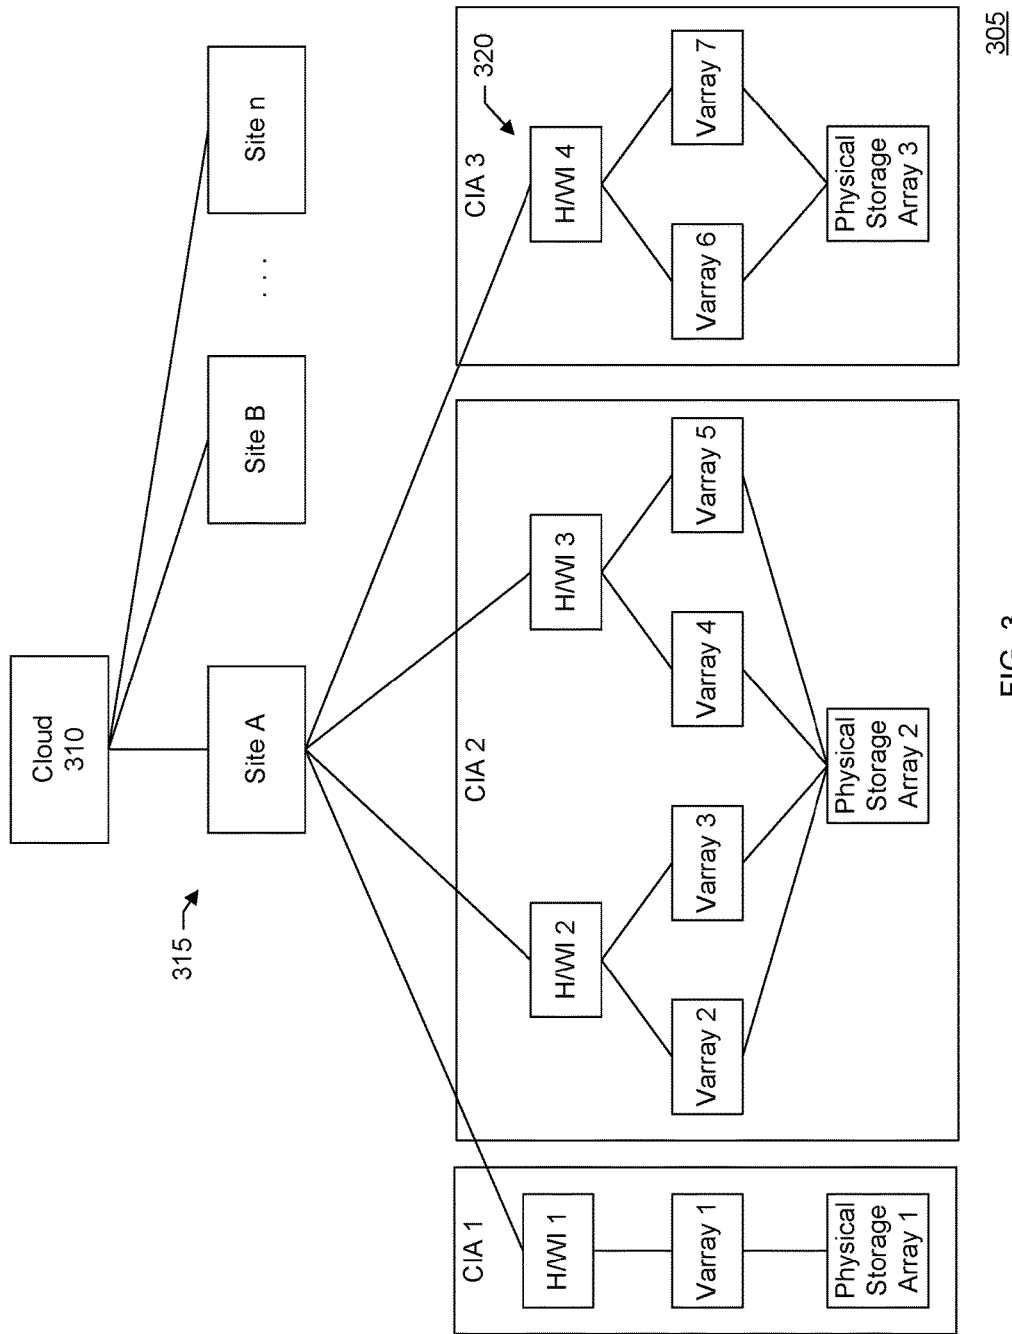 Cloud
310
315
Site A
Site B
. . .
Site n
CIA 1
H/WI 1
Varray 1
Physical
Storage
Array 1
CIA 2
H/WI 2
H/WI 3
Varray 2
Varray 3
Varray 4
Varray 5
Physical
Storage
Array 2
CIA 3
320
H/WI 4
Varray 6
Varray 7
Physical
Storage
Array 3
305
FIG. 3